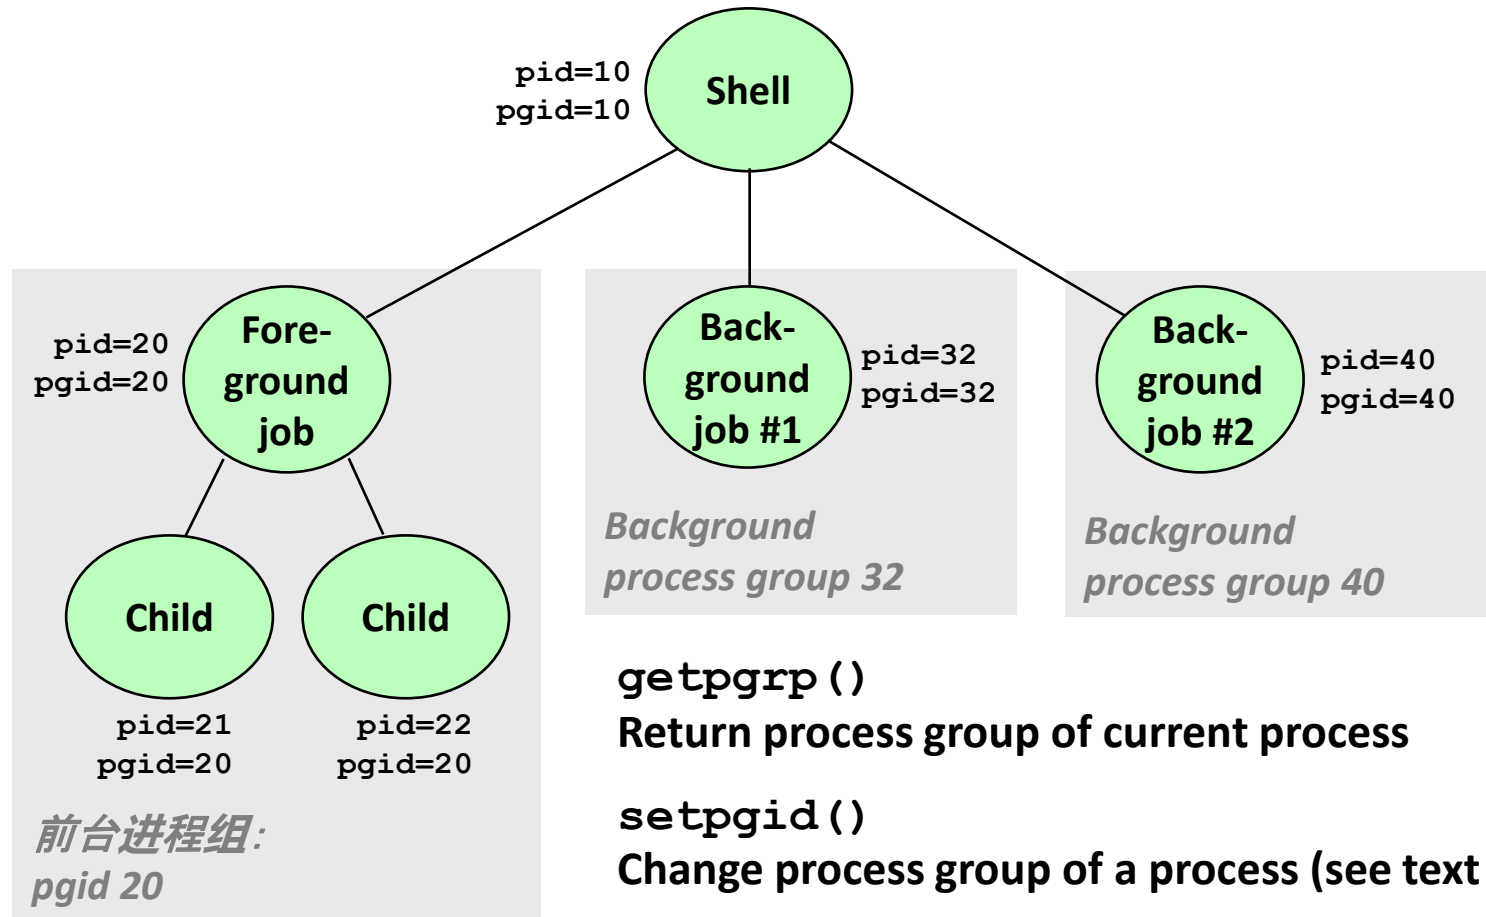 pid=10
pgid=10
Shell
pid=20
pgid=20
Fore-
ground
job
Back-
ground
job #1
pid=32
pgid=32
Back-
ground
job #2
pid=40
pgid=40
Background
process group 32
Background
process group 40
Child
Child
pid=21
pgid=20
pid=22
pgid=20
前台进程组:
pgid 20
getpgrp()
Return process group of current process
setpgid()
Change process group of a process (see text